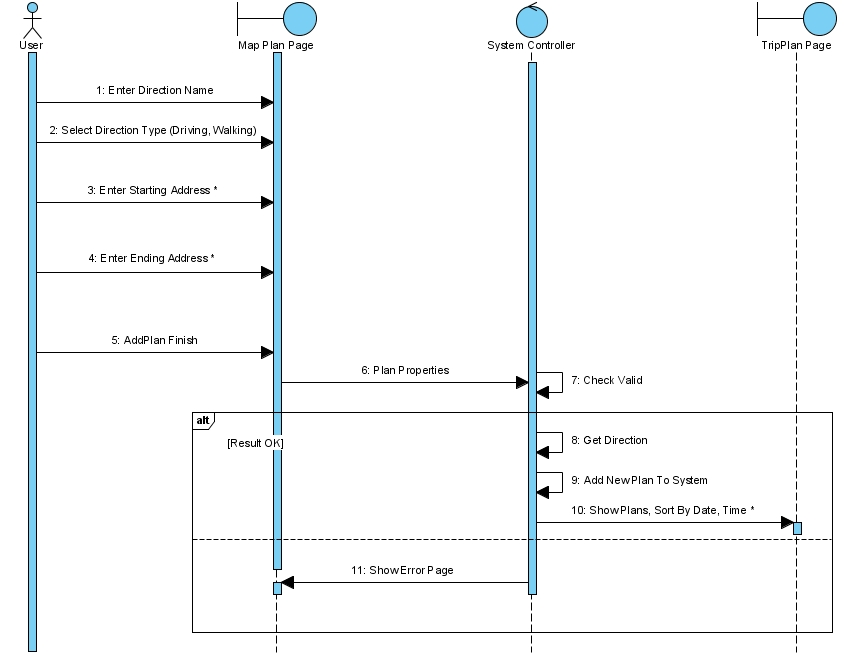 User
Map Plan Page
System Controller
TripPlan Page
1: Enter Direction Name
2: Select Direction Type (Driving, Walking)
3: Enter Starting Address *
4: Enter Ending Address *
5: AddPlan Finish
6: Plan Properties
7: Check Valid
alt
[Result OK]
8: Get Direction
9: Add NewPlan To System
10: ShowPlans, Sort By Date, Time *
11: ShowError Page